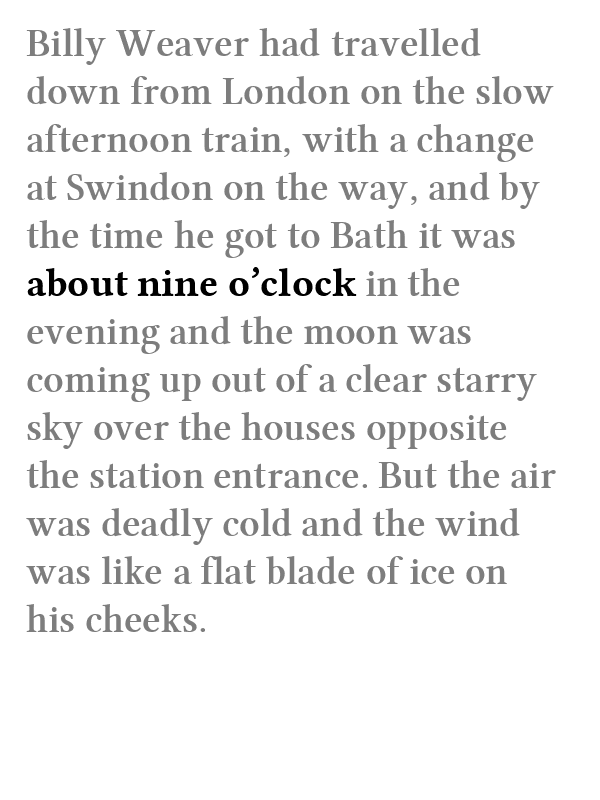 Billy Weaver had travelled
down from London on the slow
afternoon train, with a change
at Swindon on the way, and by
the time he got to Bath it was
about nine o’clock in the
evening and the moon was
coming up out of a clear starry
sky over the houses opposite
the station entrance. But the air
was deadly cold and the wind
was like a flat blade of ice on
his cheeks.